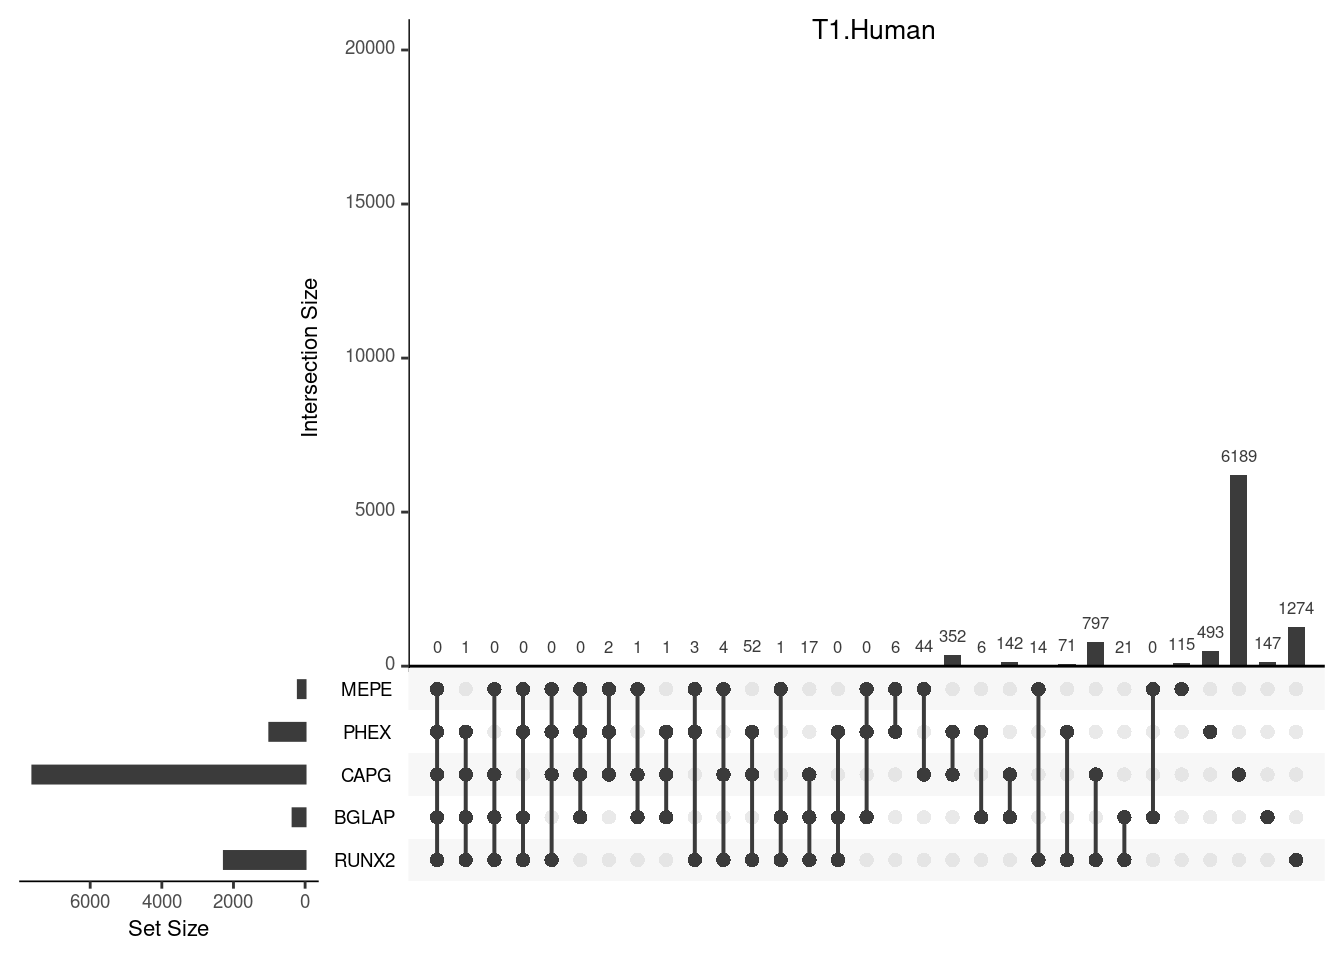 T1.Human
20000
15000
10000
5000
0
Intersection Size
0 1 0 0 0 0 2 1 1 3 4 52 1 17 0 0 6 44 352 6 142 14 71 797 21 0 115 493 6189 147 1274
MEPE
PHEX
CAPG
BGLAP
RUNX2
6000 4000 2000 0
Set Size